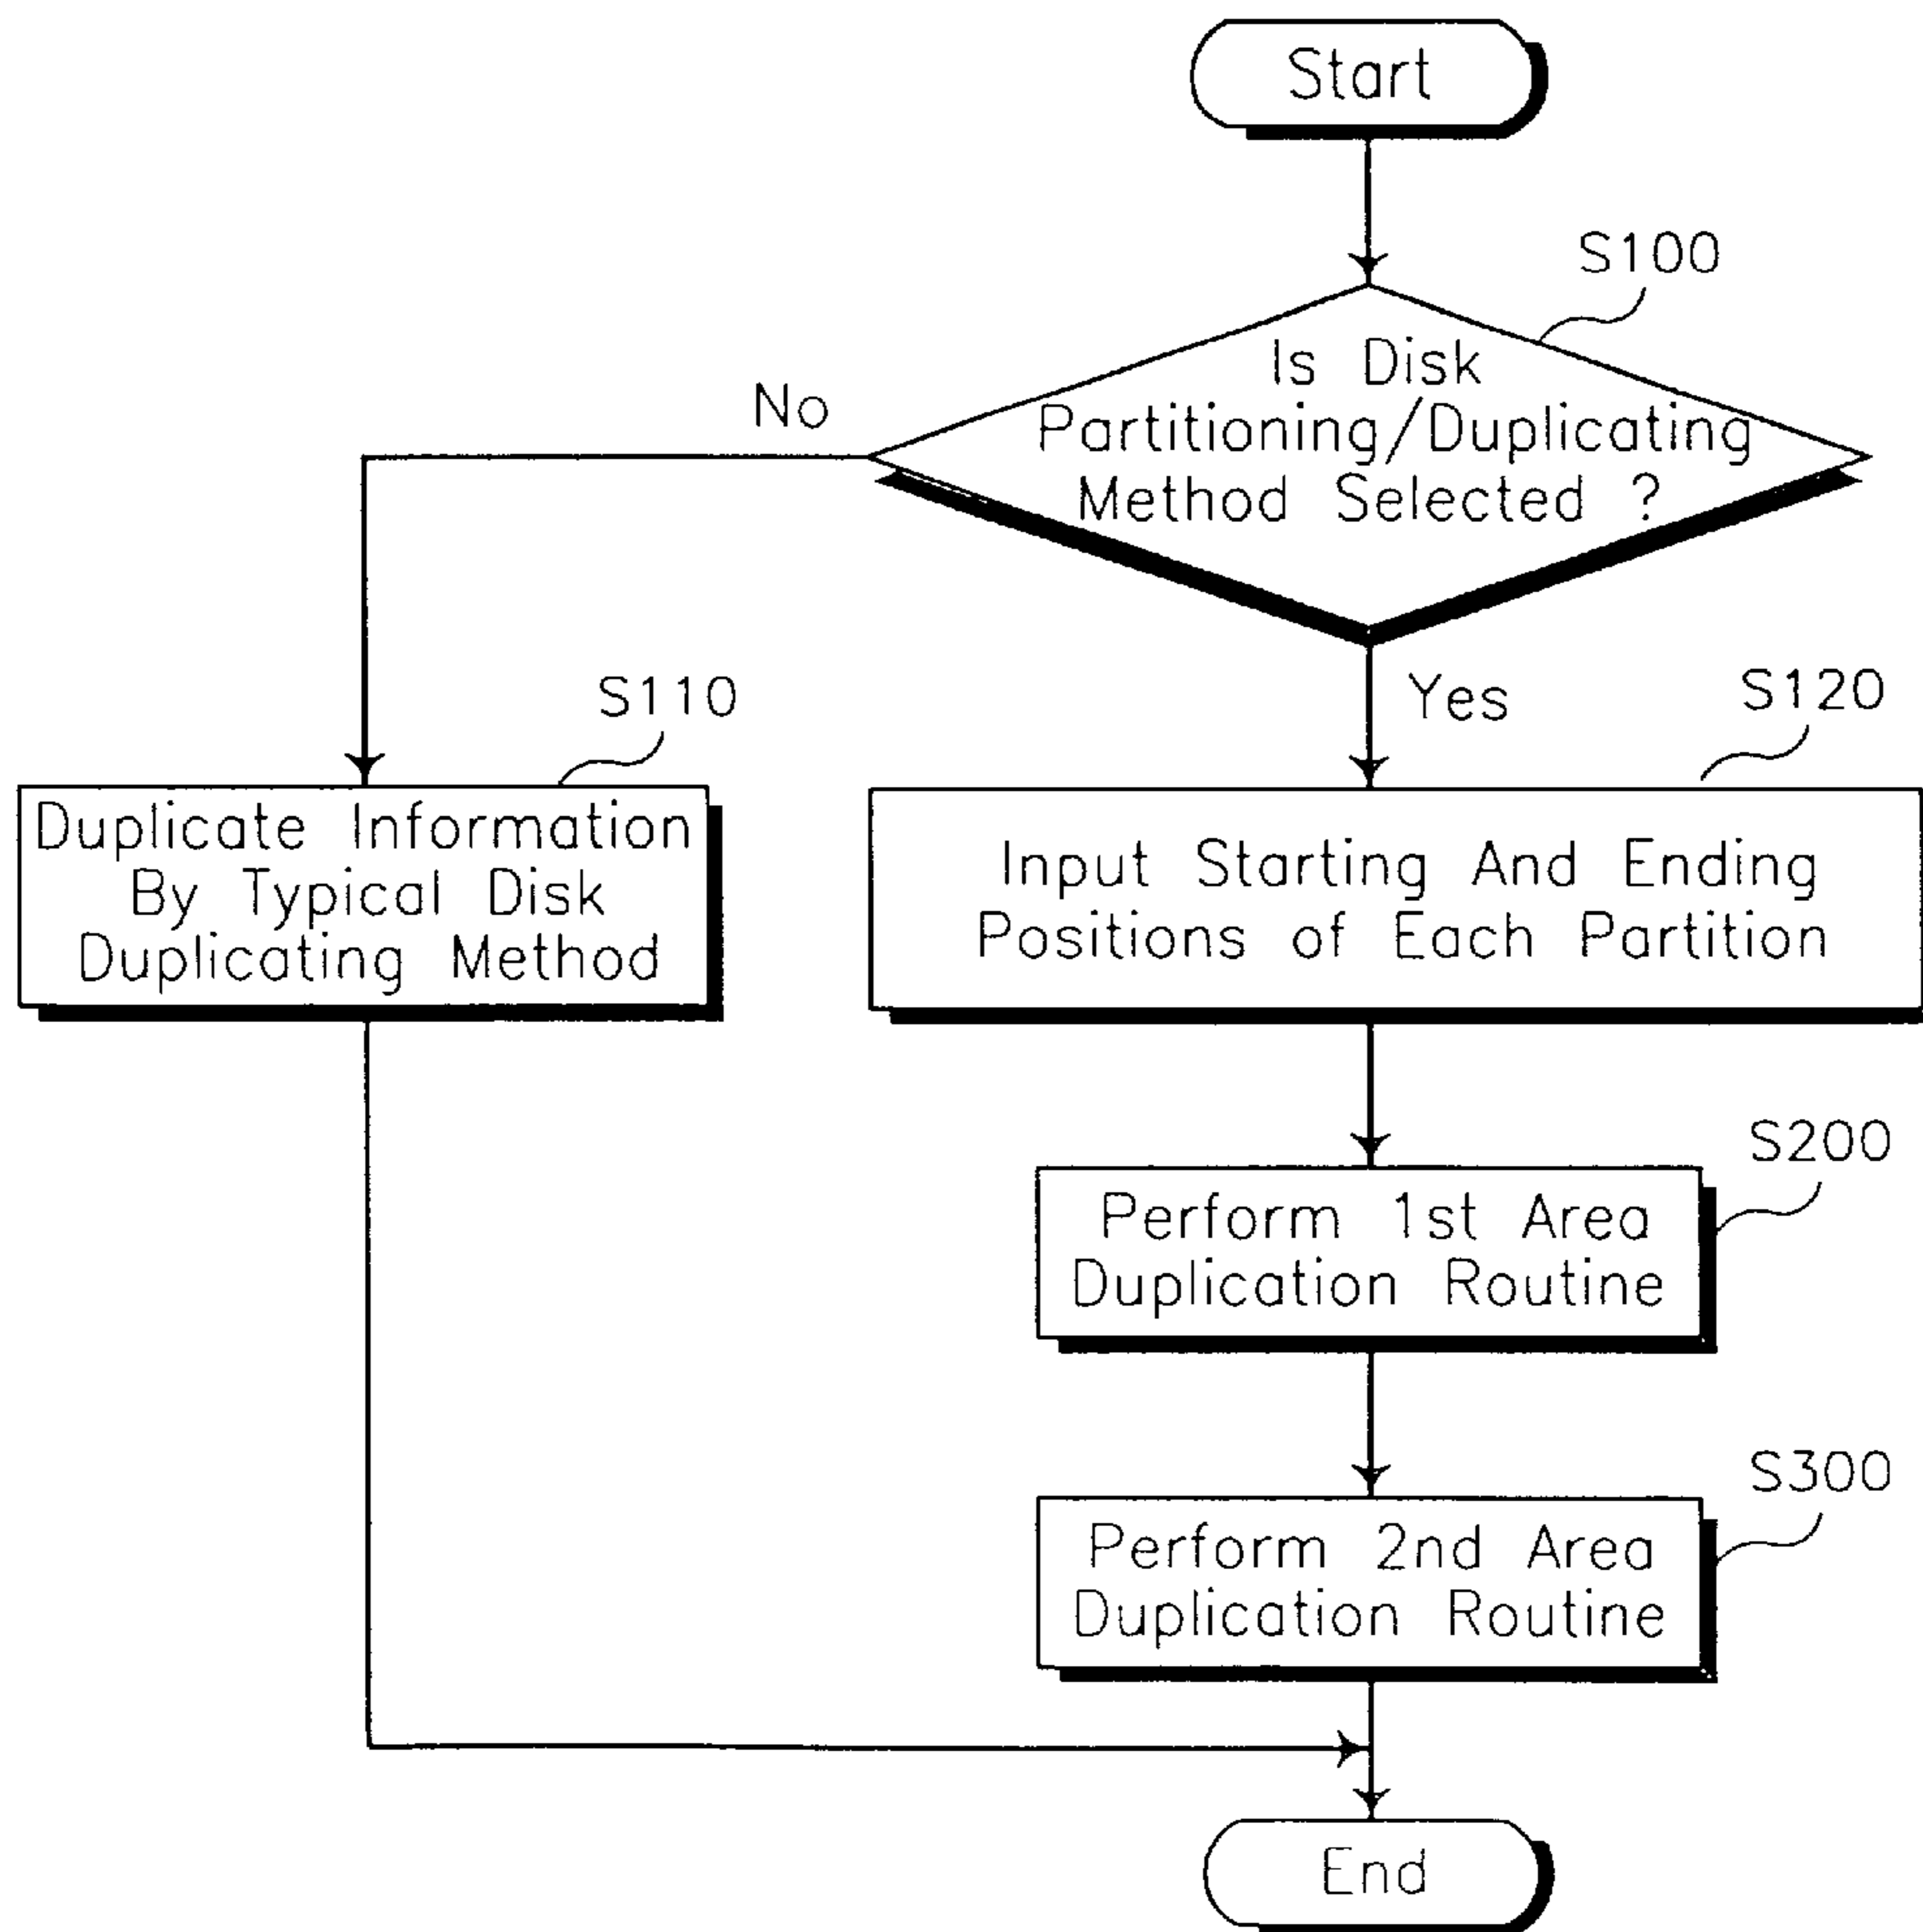 Start
S100
Is Disk
Partitioning/Duplicating
Method Selected ?
No
Yes
S110
S120
Duplicate Information
By Typical Disk
Duplicating Method
Input Starting And Ending
Positions of Each Partition
S200
Perform 1st Area
Duplication Routine
S300
Perform 2nd Area
Duplication Routine
End